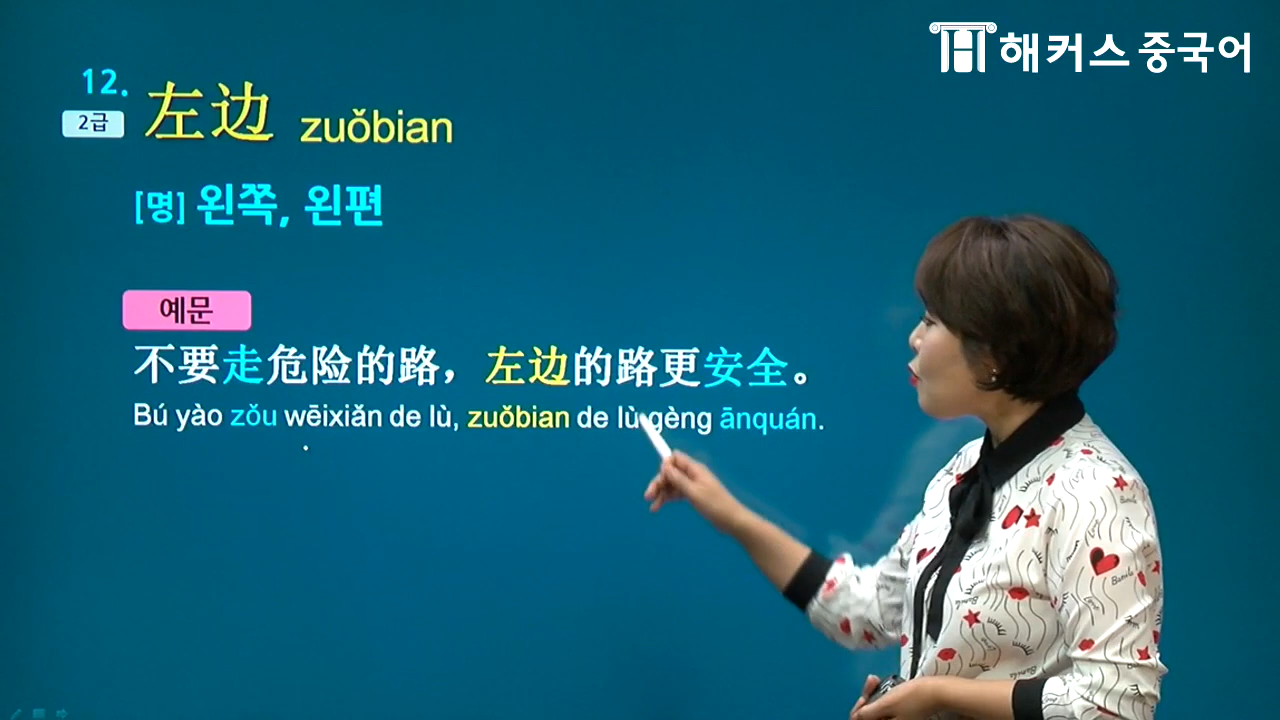 해커스 중국어
12.
2급 左边 zuǒbian
[명] 왼쪽, 왼편
예문
不要走危险的路，左边的路更安全。
Bú yào zǒu wēixiǎn de lù, zuǒbian de lù gèng ānquán.